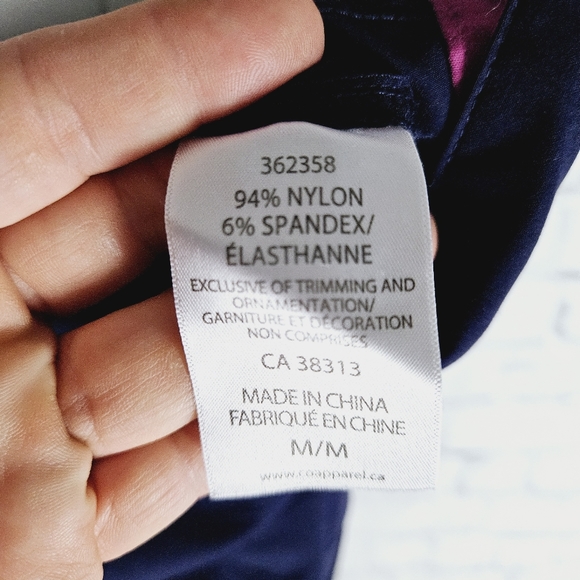 362358
94% NYLON
6% SPANDEX/
ÉLASTHANNE
EXCLUSIVE OF TRIMMING AND
ORNAMENTATION/
GARNITURE ET DÉCORATION
NON COMPRISES
CA 38313
MADE IN CHINA
FABRIQUÉ EN CHINE
M/M
www.coapparel.ca